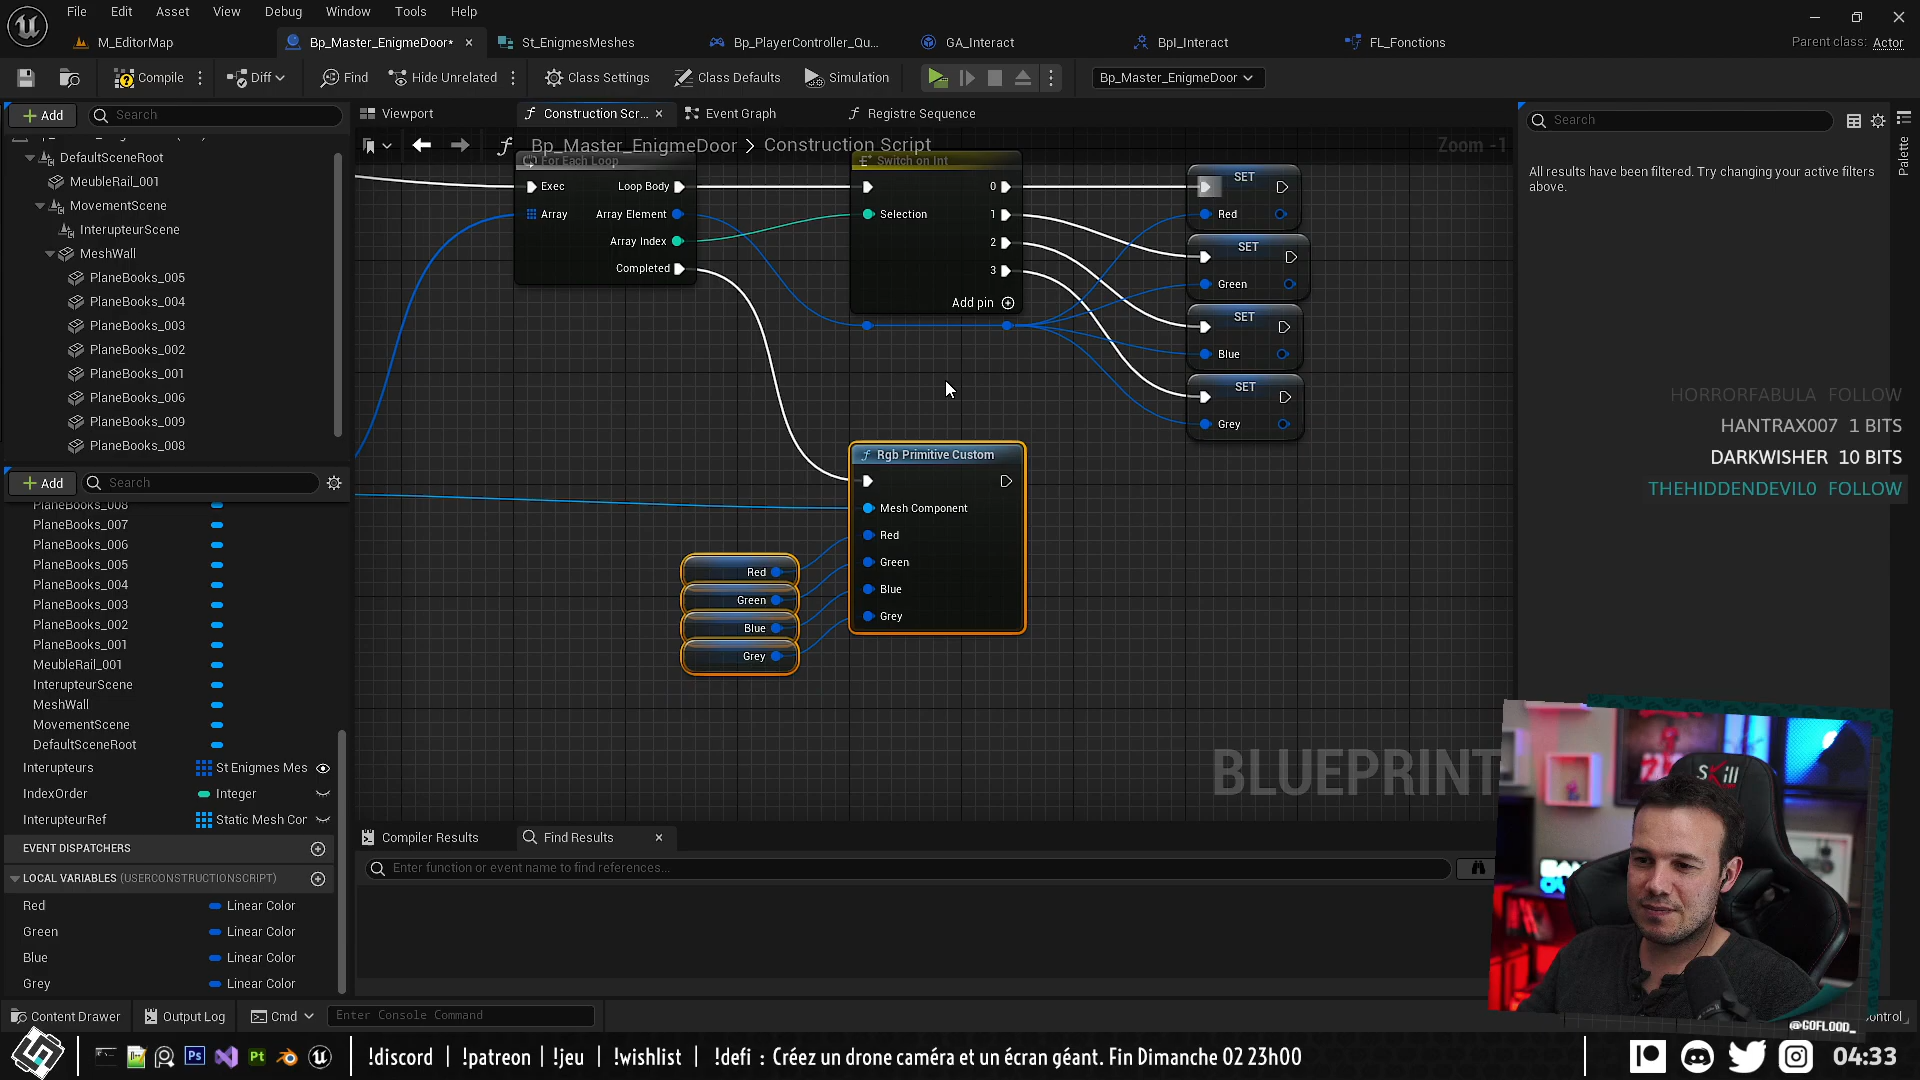 File Edit Asset View Debug Window Tools Help
M_EditorMap
Bp_Master_EnigmeDoor*
St_EnigmesMeshes
Bp_PlayerController_Qu...
GA_Interact
BpI_Interact
FL_Fonctions
Parent class: Actor
Compile
Diff
Find
Hide Unrelated
Class Settings
Class Defaults
Simulation
Bp_Master_EnigmeDoor
Add
Search
Viewport
Construction Scr...
Event Graph
Registre Sequence
Search
Palette
DefaultSceneRoot
MeubleRail_001
MovementScene
InterupteurScene
MeshWall
PlaneBooks_005
PlaneBooks_004
PlaneBooks_003
PlaneBooks_002
PlaneBooks_001
PlaneBooks_006
PlaneBooks_009
PlaneBooks_008
Bp_Master_EnigmeDoor > Construction Script
Zoom -1
For Each Loop
Exec
Loop Body
Array
Array Element
Array Index
Completed
Switch on Int
0
Selection
1
2
3
Add pin
SET
Red
SET
Green
SET
Blue
SET
Grey
All results have been filtered. Try changing your active filters
above.
HORRORFABULA FOLLOW
HANTRAX007 1 BITS
DARKWISHER 10 BITS
THEHIDDENDEVIL0 FOLLOW
Rgb Primitive Custom
Mesh Component
Red
Green
Blue
Grey
Red
Green
Blue
Grey
BLUEPRINT
Add
Search
PlaneBooks_008
PlaneBooks_007
PlaneBooks_006
PlaneBooks_005
PlaneBooks_004
PlaneBooks_003
PlaneBooks_002
PlaneBooks_001
MeubleRail_001
InterupteurScene
MeshWall
MovementScene
DefaultSceneRoot
Interupteurs St Enigmes Mes
IndexOrder Integer
InterupteurRef Static Mesh Cor
EVENT DISPATCHERS
LOCAL VARIABLES (USERCONSTRUCTIONSCRIPT)
Red Linear Color
Green Linear Color
Blue Linear Color
Grey Linear Color
Compiler Results
Find Results
Enter function or event name to find references...
Content Drawer
Output Log
Cmd
Enter Console Command
ontrol
SKill
@GOFLOOD_
Ps
Pt
!discord | !patreon | !jeu | !wishlist | !defi : Créez un drone caméra et un écran géant. Fin Dimanche 02 23h00
04:33